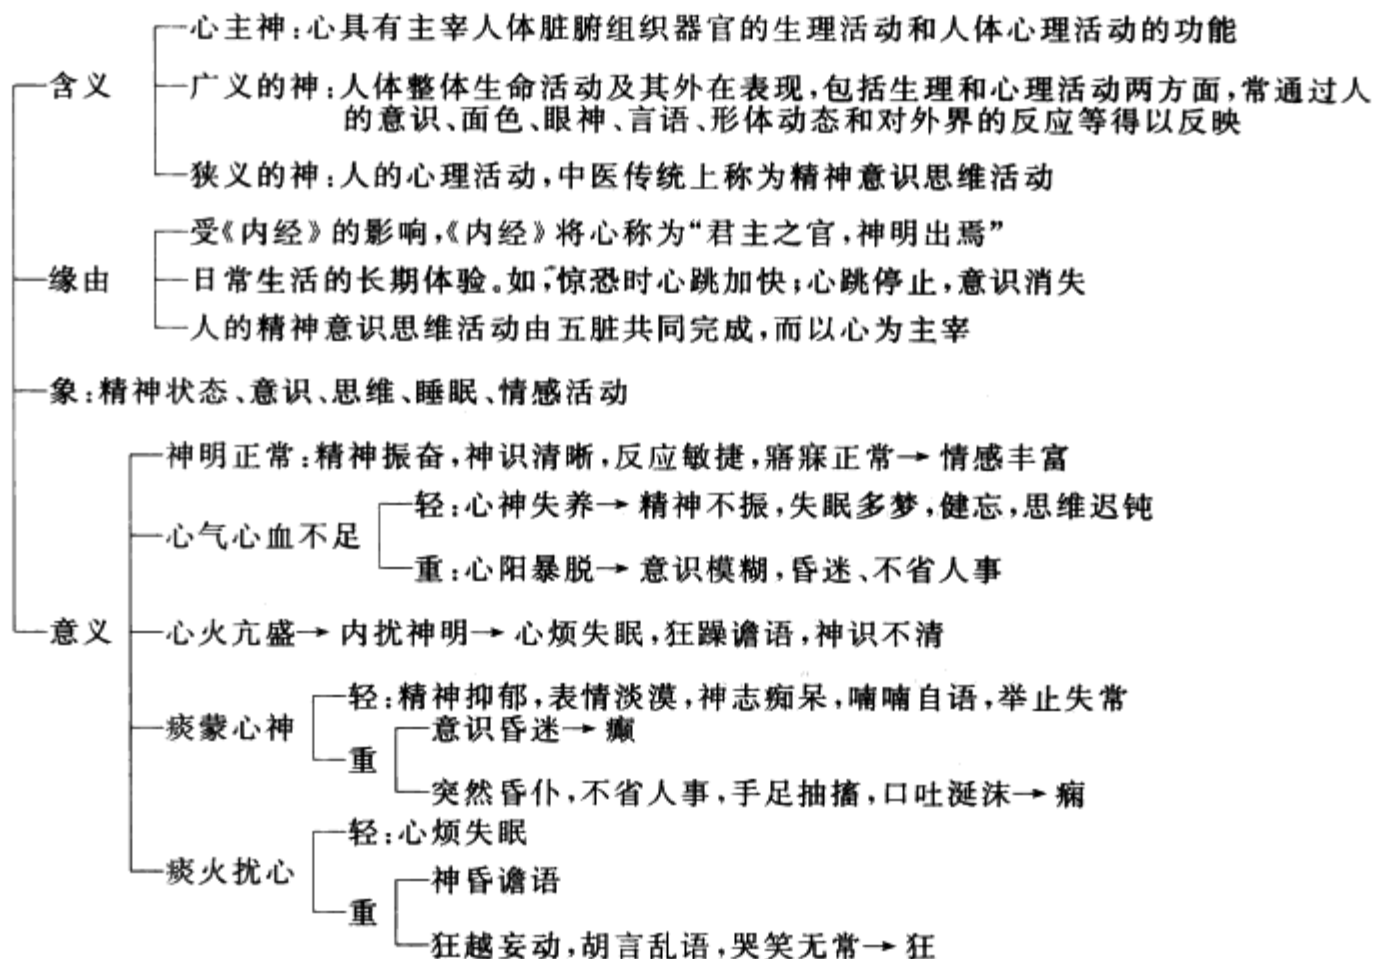 心主神:心具有主宰人体脏腑组织器官的生理活动和人体心理活动的功能
含义
广义的神:人体整体生命活动及其外在表现,包括生理和心理活动两方面,常通过人
的意识、面色、眼神、言语、形体动态和对外界的反应等得以反映
狭义的神:人的心理活动,中医传统上称为精神意识思维活动
受《内经》的影响,《内经》将心称为“君主之官,神明出焉”
缘由
日常生活的长期体验。如,惊恐时心跳加快;心跳停止,意识消失
人的精神意识思维活动由五脏共同完成,而以心为主宰
象:精神状态、意识、思维、睡眠、情感活动
神明正常:精神振奋,神识清晰,反应敏捷,寤寐正常→情感丰富
心气心血不足
轻:心神失养→精神不振,失眠多梦,健忘,思维迟钝
重:心阳暴脱→意识模糊,昏迷、不省人事
意义
心火亢盛→内扰神明→心烦失眠,狂躁谵语,神识不清
痰蒙心神
轻:精神抑郁,表情淡漠,神志痴呆,喃喃自语,举止失常
重
意识昏迷→癫
突然昏仆,不省人事,手足抽搐,口吐涎沫→痫
痰火扰心
轻:心烦失眠
重
神昏谵语
狂越妄动,胡言乱语,哭笑无常→狂